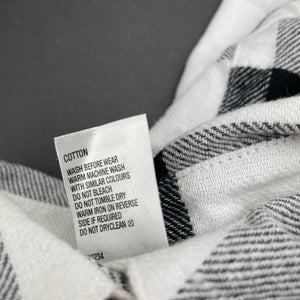 COTTON
WASH BEFORE WEAR
WARM MACHINE WASH
WITH SIMILAR COLOURS
DO NOT BLEACH
DO NOT TUMBLE DRY
WARM IRON ON REVERSE
SIDE IF REQUIRED
DO NOT DRYCLEAN